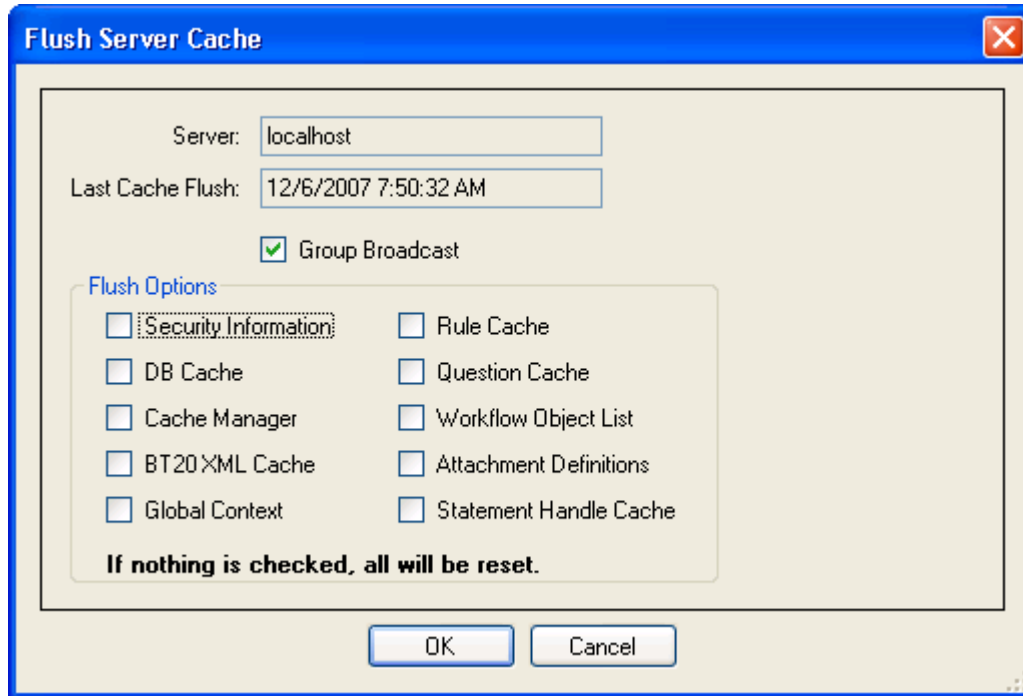 Flush Server Cache
Server: localhost
Last Cache Flush: 12/6/2007 7:50:32 AM
Group Broadcast
Flush Options
Security Information Rule Cache
DB Cache Question Cache
Cache Manager Workflow Object List
BT20 XML Cache Attachment Definitions
Global Context Statement Handle Cache
If nothing is checked, all will be reset.
OK Cancel